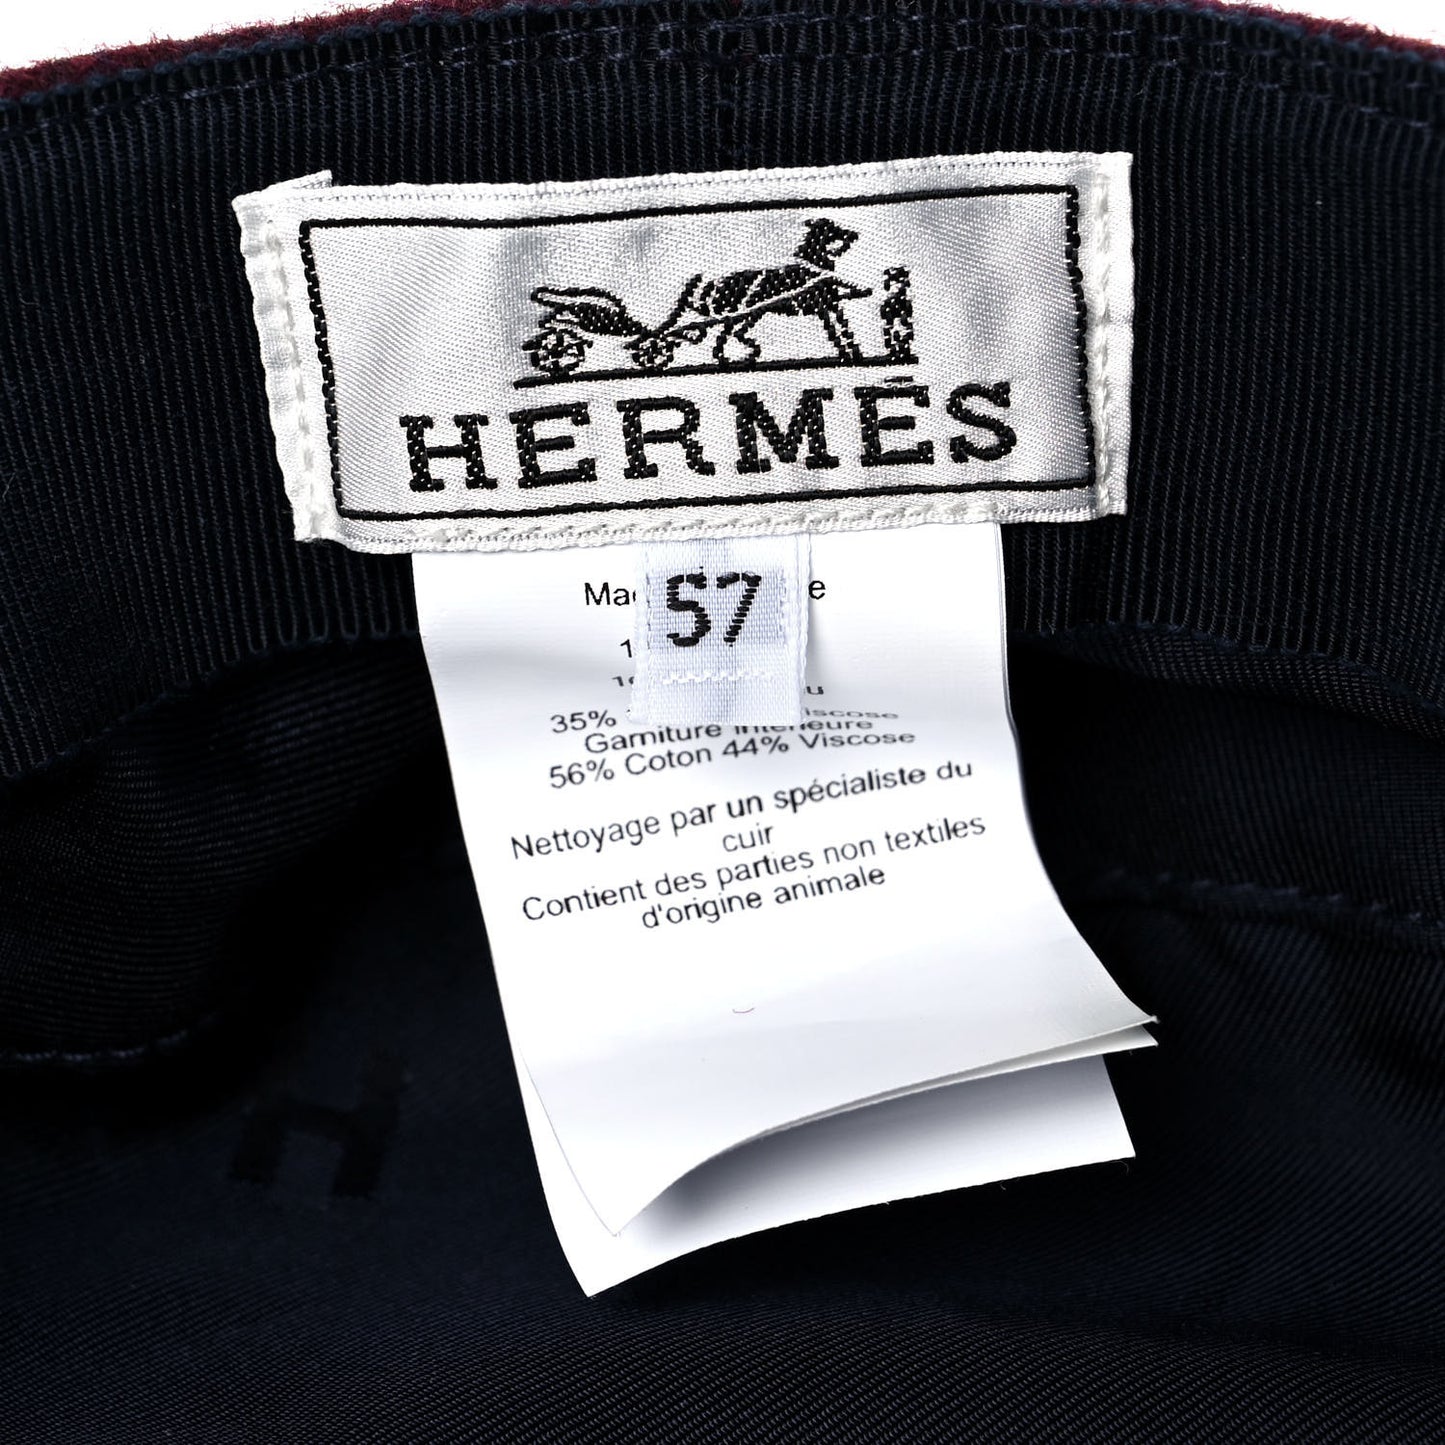 HERMÈS
57
35%
Garniture intérieure
56% Coton 44% Viscose
Nettoyage par un spécialiste du
cuir
Contient des parties non textiles
d'origine animale
H